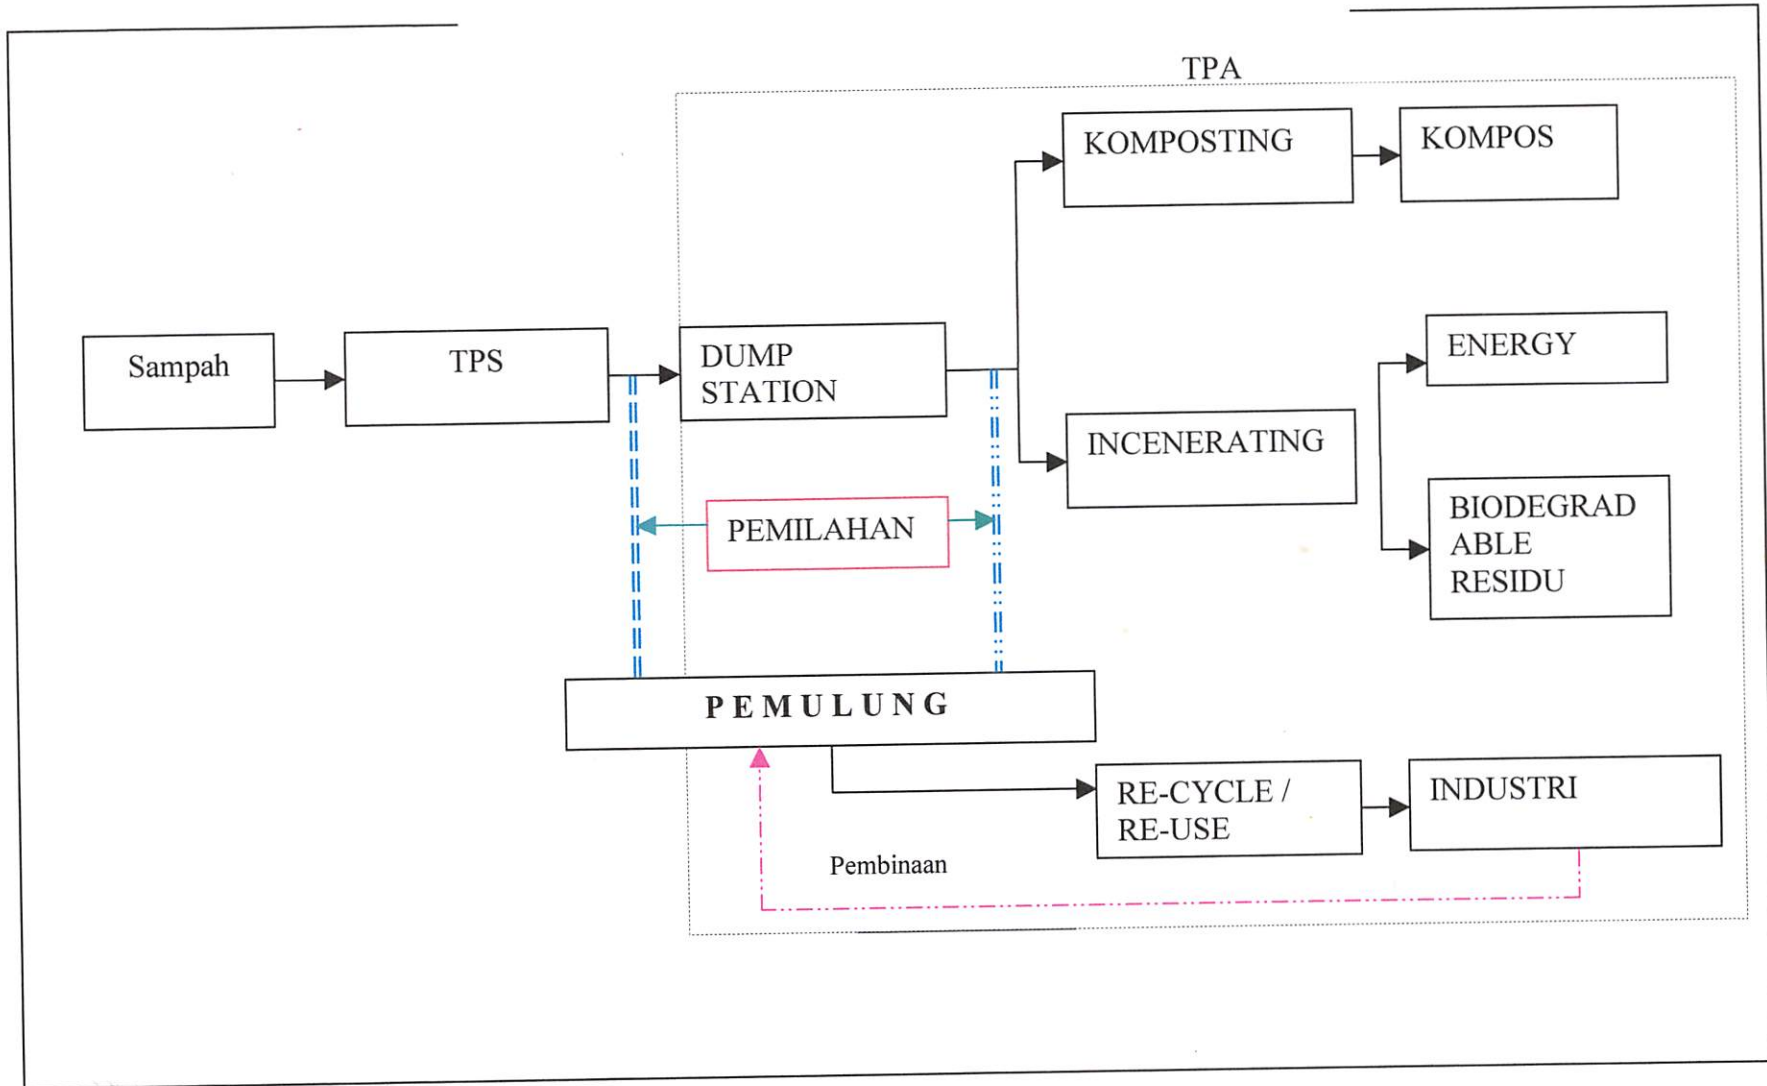 TPA
KOMPOSTING
KOMPOS
Sampah
TPS
DUMP
STATION
ENERGY
INCENERATING
PEMILAHAN
BIODEGRAD
ABLE
RESIDU
PEMULUNG
RE-CYCLE /
RE-USE
INDUSTRI
Pembinaan